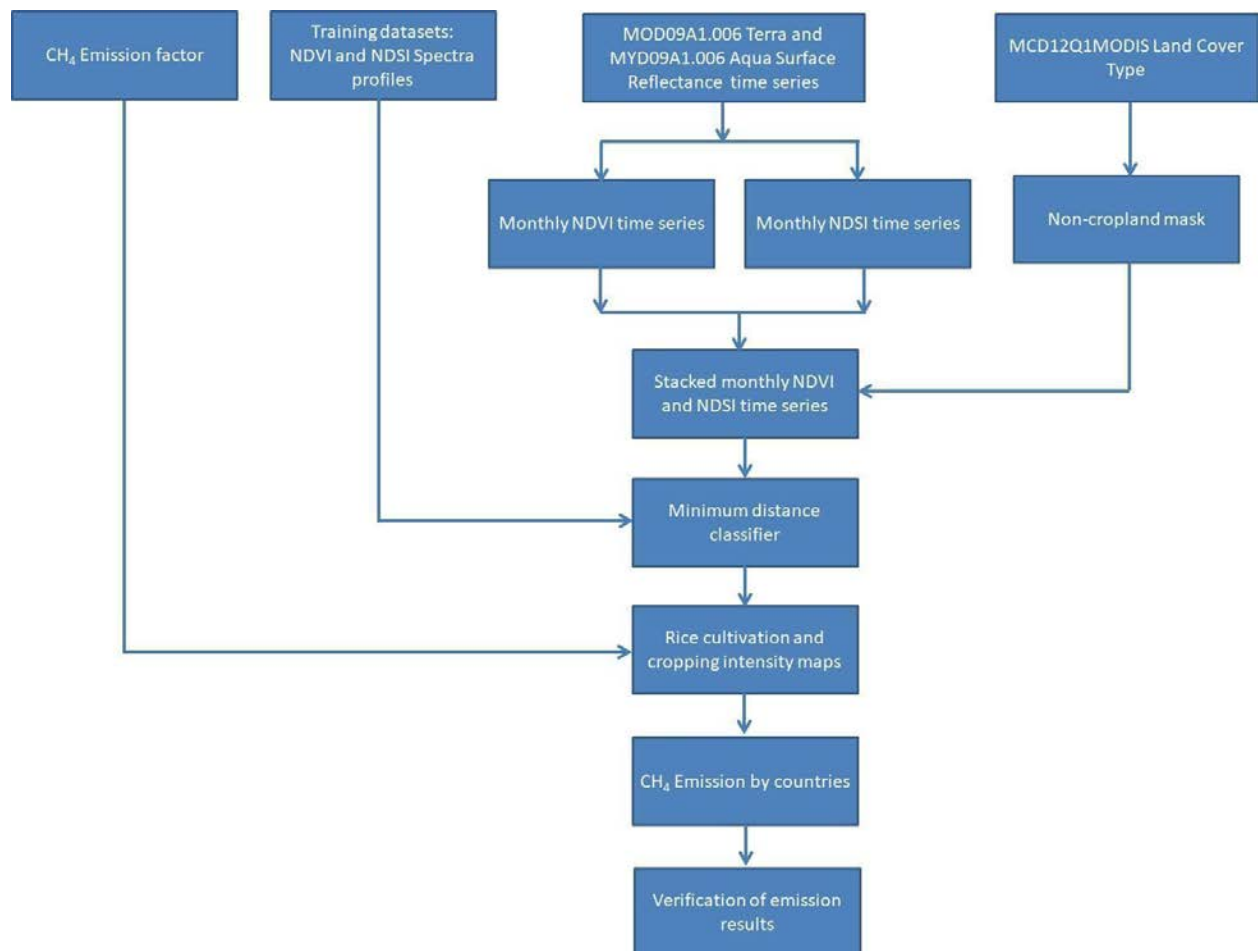 CH₄ Emission factor
Training datasets:
NDVI and NDSI Spectra
profiles
MOD09A1.006 Terra and
MYD09A1.006 Aqua Surface
Reflectance time series
MCD12Q1MODIS Land Cover
Type
Monthly NDVI time series
Monthly NDSI time series
Non-cropland mask
Stacked monthly NDVI
and NDSI time series
Minimum distance
classifier
Rice cultivation and
cropping intensity maps
CH₄ Emission by countries
Verification of emission
results